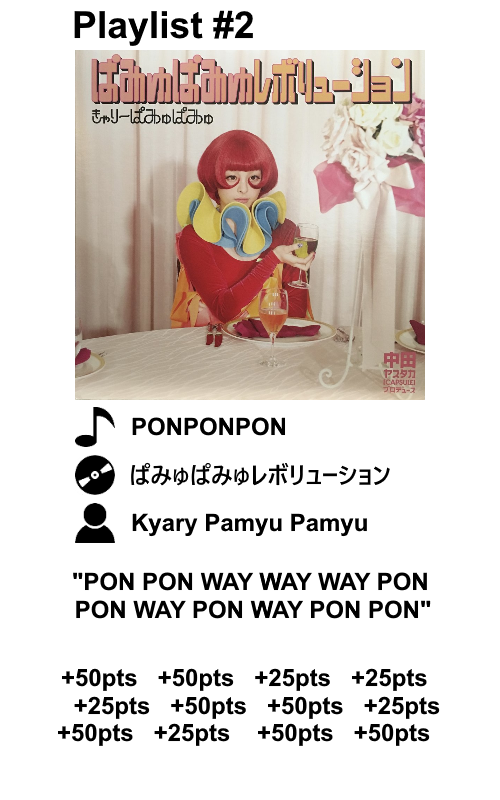 Playlist #2
ぱみゅぱみゅレボリューション
きゃりーぱみゅぱみゅ
中田
ヤスタカ
(CAPSULE)
プロデュース
PONPONPON
ぱみゅぱみゅレボリューション
Kyary Pamyu Pamyu
"PON PON WAY WAY WAY PON
PON WAY PON WAY PON PON"
+50pts +50pts +25pts +25pts
+25pts +50pts +50pts +25pts
+50pts +25pts +50pts +50pts